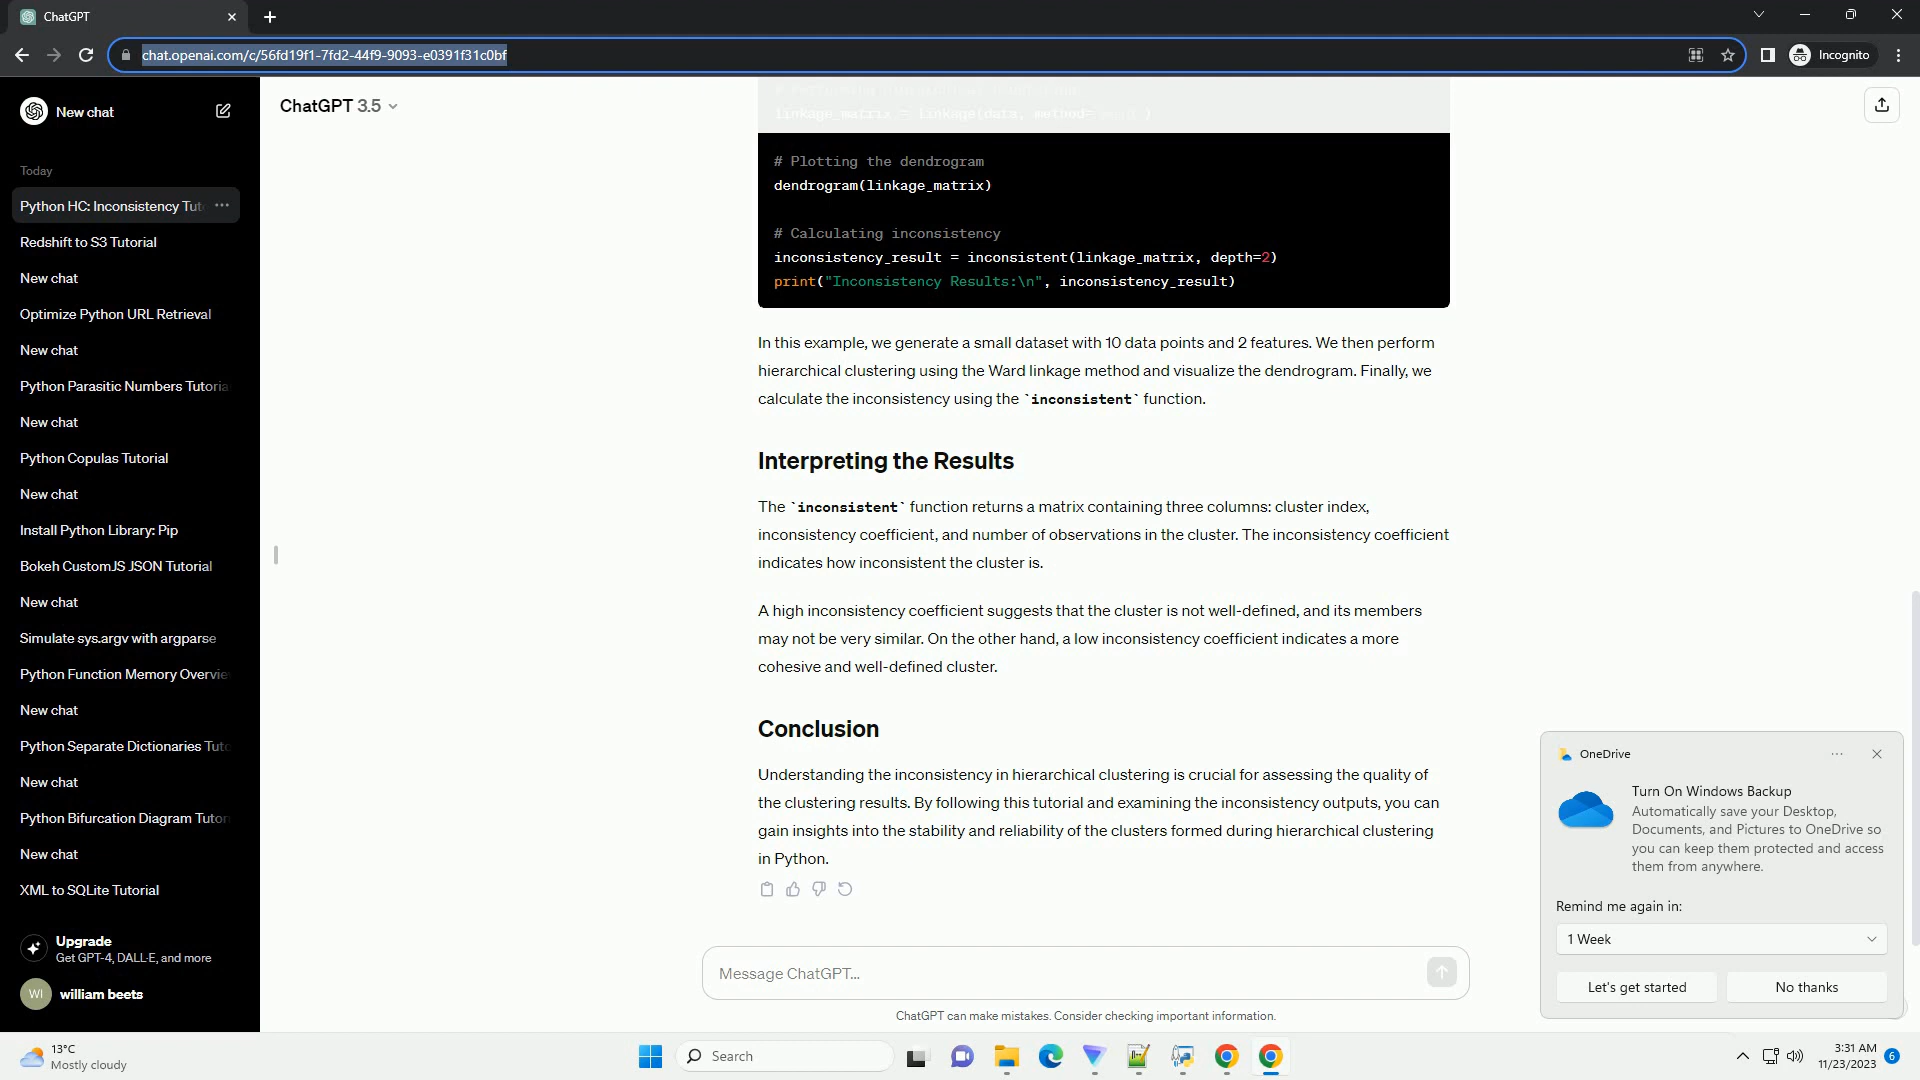 ChatGPT
chat.openai.com/c/56fd19f1-7fd2-44f9-9093-e0391f31c0bf
Incognito
New chat
ChatGPT 3.5
Today
Python HC: Inconsistency Tut
Redshift to S3 Tutorial
New chat
Optimize Python URL Retrieval
New chat
Python Parasitic Numbers Tutoria
New chat
Python Copulas Tutorial
New chat
Install Python Library: Pip
Bokeh CustomJS JSON Tutorial
New chat
Simulate sys.argv with argparse
Python Function Memory Overvie
New chat
Python Separate Dictionaries Tuto
New chat
Python Bifurcation Diagram Tutor
New chat
XML to SQLite Tutorial
Upgrade
Get GPT-4, DALL·E, and more
WI
william beets
linkage_matrix = linkage(data, method=
# Plotting the dendrogram
dendrogram(linkage_matrix)
# Calculating inconsistency
inconsistency_result = inconsistent(linkage_matrix, depth=2)
print("Inconsistency Results:\n", inconsistency_result)
In this example, we generate a small dataset with 10 data points and 2 features. We then perform
hierarchical clustering using the Ward linkage method and visualize the dendrogram. Finally, we
calculate the inconsistency using the `inconsistent` function.
Interpreting the Results
The `inconsistent` function returns a matrix containing three columns: cluster index,
inconsistency coefficient, and number of observations in the cluster. The inconsistency coefficient
indicates how inconsistent the cluster is.
A high inconsistency coefficient suggests that the cluster is not well-defined, and its members
may not be very similar. On the other hand, a low inconsistency coefficient indicates a more
cohesive and well-defined cluster.
Conclusion
Understanding the inconsistency in hierarchical clustering is crucial for assessing the quality of
the clustering results. By following this tutorial and examining the inconsistency outputs, you can
gain insights into the stability and reliability of the clusters formed during hierarchical clustering
in Python.
Message ChatGPT...
ChatGPT can make mistakes. Consider checking important information.
OneDrive
Turn On Windows Backup
Automatically save your Desktop,
Documents, and Pictures to OneDrive so
you can keep them protected and access
them from anywhere.
Remind me again in:
1 Week
Let's get started
No thanks
13°C
Mostly cloudy
Search
3:31 AM
11/23/2023
6